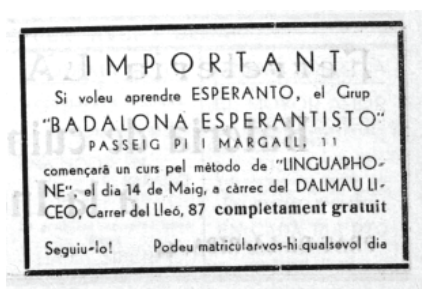 IMPORTANT
Si voleu aprendre ESPERANTO, el Grup
"BADALONA ESPERANTISTO"
PASSEIG PI I MARGALL, 11
començarà un curs pel mètode de "LINGUAPHO-
NE", el dia 14 de Maig, a càrrec del DALMAU LI-
CEO, Carrer del Lleó, 87 completament gratuit
Seguiu-lo! Podeu matricular-vos-hi qualsevol dia